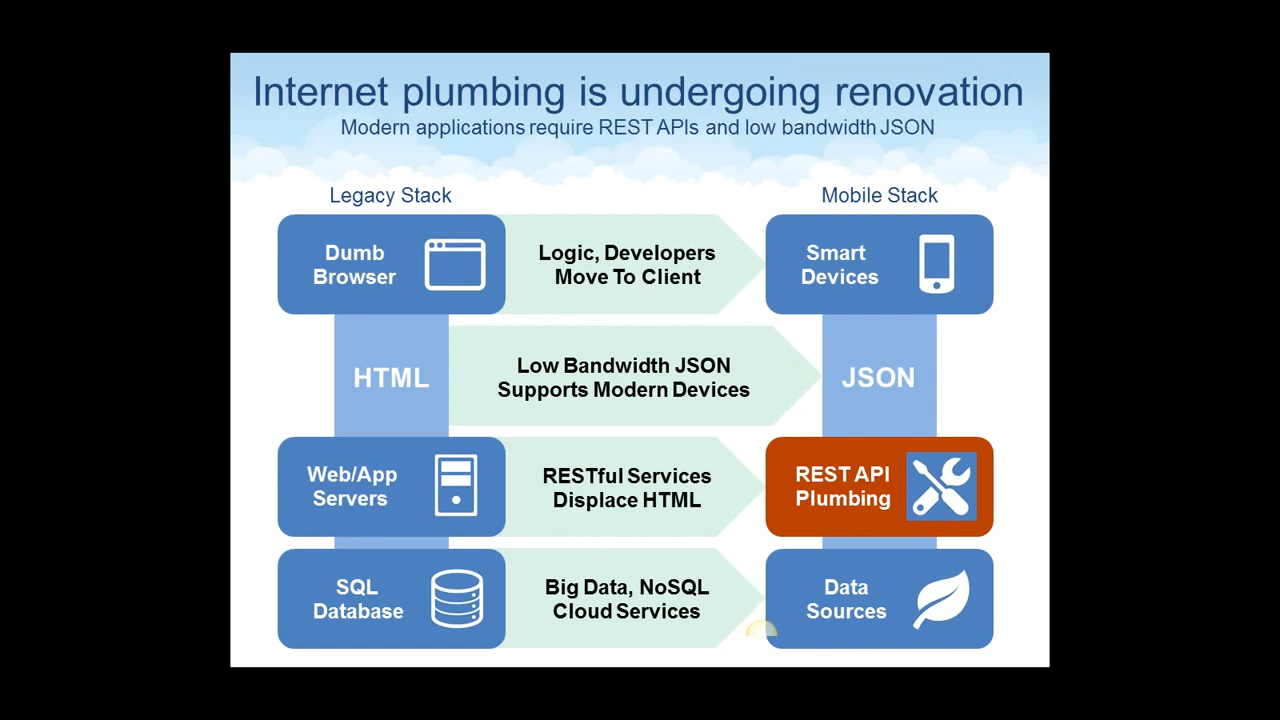 Internet plumbing is undergoing renovation
Modern applications require REST APIs and low bandwidth JSON
Legacy Stack
Mobile Stack
Dumb
Browser
Logic, Developers
Move To Client
Smart
Devices
HTML
Low Bandwidth JSON
Supports Modern Devices
JSON
Web/App
Servers
RESTful Services
Displace HTML
REST API
Plumbing
SQL
Database
Big Data, NoSQL
Cloud Services
Data
Sources